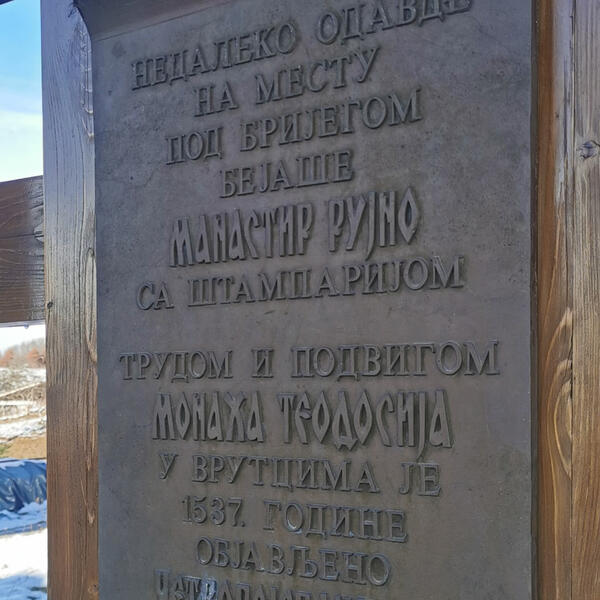 НЕДАЛЕКО ОДАВДЕ
НА МЕСТУ
ПОД БРИЈЕГОМ
БЕЈАШЕ
МАНАСТИР РУЈНО
СА ШТАМПАРИЈОМ
ТРУДОМ И ПОДВИГОМ
МОНАХА ТЕОДОСИЈА
У ВРУТЦИМА ЈЕ
1537. ГОДИНЕ
ОБЈАВЉЕНО